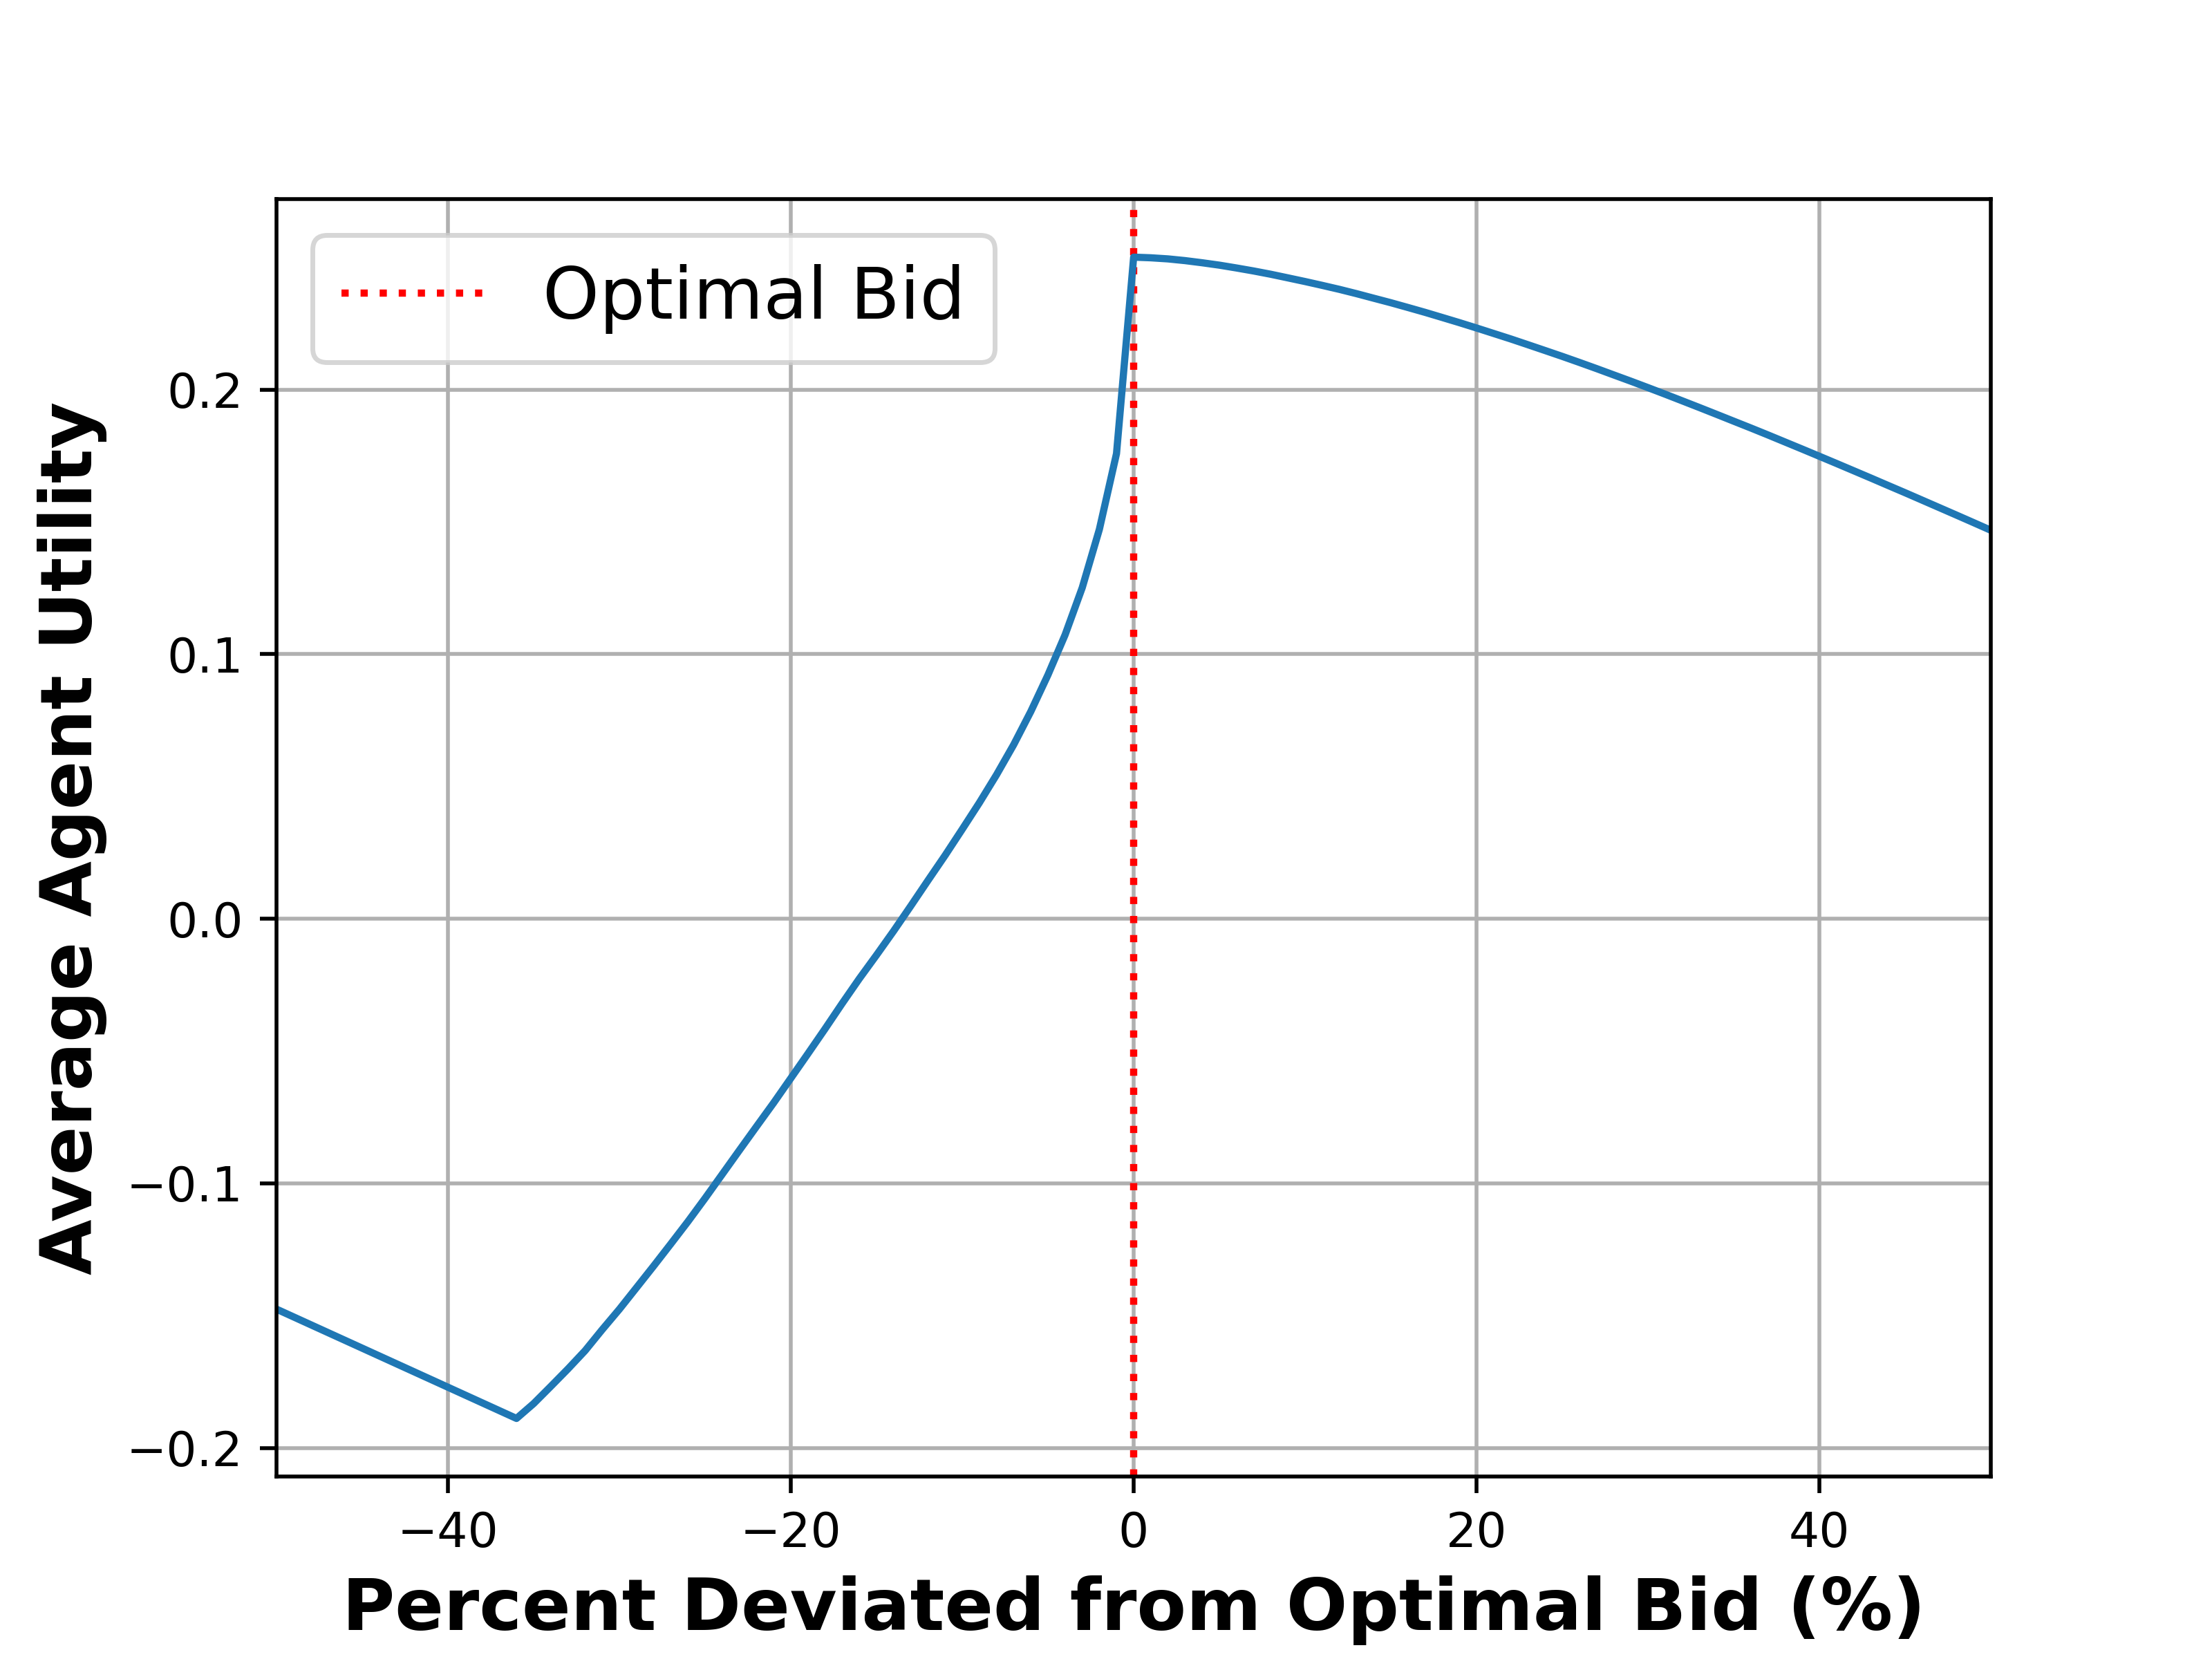 Optimal Bid
Average Agent Utility
0.2
0.1
0.0
−0.1
−0.2
−40 −20 0 20 40
Percent Deviated from Optimal Bid (%)